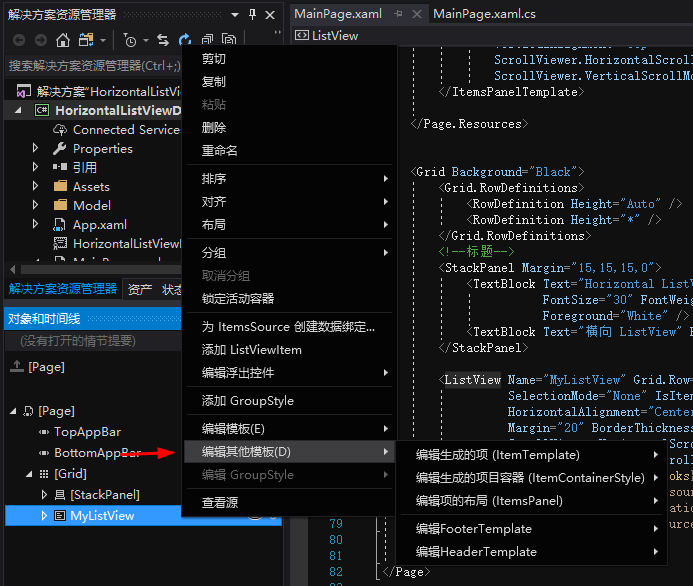 解决方案资源管理器
搜索解决方案资源管理器(Ctrl+;)
解决方案"HorizontalListVi
HorizontalListViewD
Connected Service
Properties
引用
Assets
Model
App.xaml
HorizontalListView
解决方案资源管理器 资产 状态
对象和时间线
(没有打开的情节提要)
[Page]
[Page]
TopAppBar
BottomAppBar
[Grid]
[StackPanel]
MyListView
剪切
复制
粘贴
删除
重命名
排序
对齐
布局
分组
取消分组
锁定活动容器
为 ItemsSource 创建数据绑定...
添加 ListViewItem
编辑浮出控件
添加 GroupStyle
编辑模板(E)
编辑其他模板(D)
编辑 GroupStyle
查看源
编辑生成的项 (ItemTemplate)
编辑生成的项目容器 (ItemContainerStyle)
编辑项的布局 (ItemsPanel)
编辑FooterTemplate
编辑HeaderTemplate
MainPage.xaml MainPage.xaml.cs
ListView
ScrollViewer.HorizontalScrol
ScrollViewer.VerticalScrollMo
</ItemsPanelTemplate>
</Page.Resources>
<Grid Background="Black">
<Grid.RowDefinitions>
<RowDefinition Height="Auto" />
<RowDefinition Height="*" />
</Grid.RowDefinitions>
<!--标题-->
<StackPanel Margin="15,15,15,0">
<TextBlock Text="Horizontal ListV
FontSize="30" FontWeig
Foreground="White" />
<TextBlock Text="横向 ListView"
</StackPanel>
<ListView Name="MyListView" Grid.Row=
SelectionMode="None" IsItem
HorizontalAlignment="Center
Margin="20" BorderThickness
79
80
81
82 </Page>